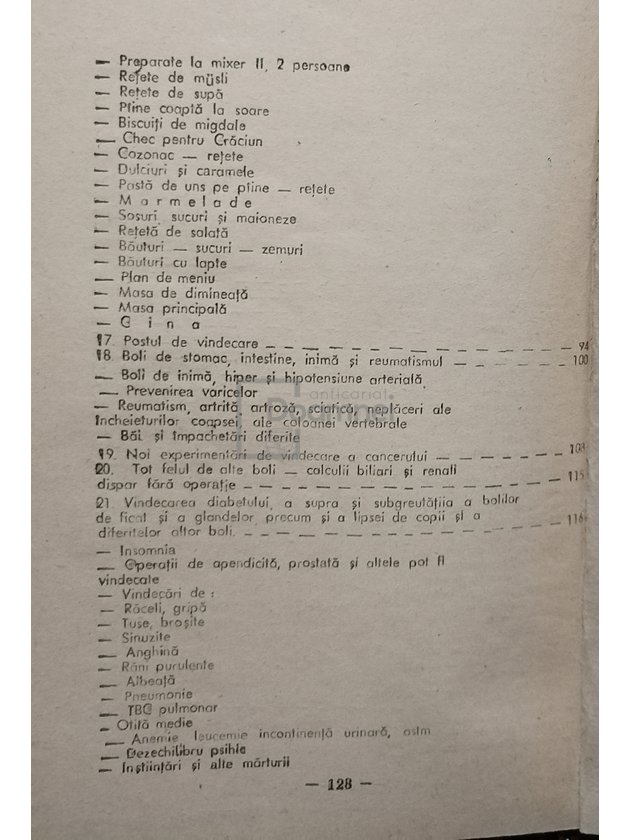 — Preparate la mixer II, 2 persoane
— Rețete de müsli
— Rețete de supă
— Pîine coaptă la soare
— Biscuiți de migdale
— Chec pentru Crăciun
— Cozonac — rețete
— Dulciuri și caramele
— Pastă de uns pe pîine — rețete
— M a r m e l a d e
— Sosuri, sucuri și maioneze
— Rețetă de salată
— Băuturi — sucuri — zemuri
— Băuturi cu lapte
— Plan de meniu
— Masa de dimineață
— Masa principală
— C i n a
17. Postul de vindecare — 94
18. Boli de stomac, intestine, inimă și reumatismul — 100
— Boli de inimă, hiper și hipotensiune arterială
— Prevenirea varicelor
— Reumatism, artrită, artroză, sciatică, neplăceri ale
încheieturilor coapsei, ale coloanei vertebrale
— Băi și împachetări diferite
19. Noi experimentări de vindecare a cancerului — 108
20. Tot felul de alte boli — calculii biliari și renali
dispar fără operație — 115
21. Vindecarea diabetului, a supra și subgreutății a bolilor
de ficat și a glandelor, precum și a lipsei de copii și a
diferitelor altor boli. — 116
— Insomnia
— Operații de apendicită, prostată și altele pot fi
vindecate
— Vindecări de :
— Răceli, gripă
— Tuse, broșite
— Sinuzite
— Anghină
— Răni purulente
— Albeață
— Pneumonie
— TBC pulmonar
- Otită medie
— Anemie, leucemie incontinență urinară, astm
— Dezechilibru psihic
— Înștiințări și alte mărturii
— 128 —
anticariat